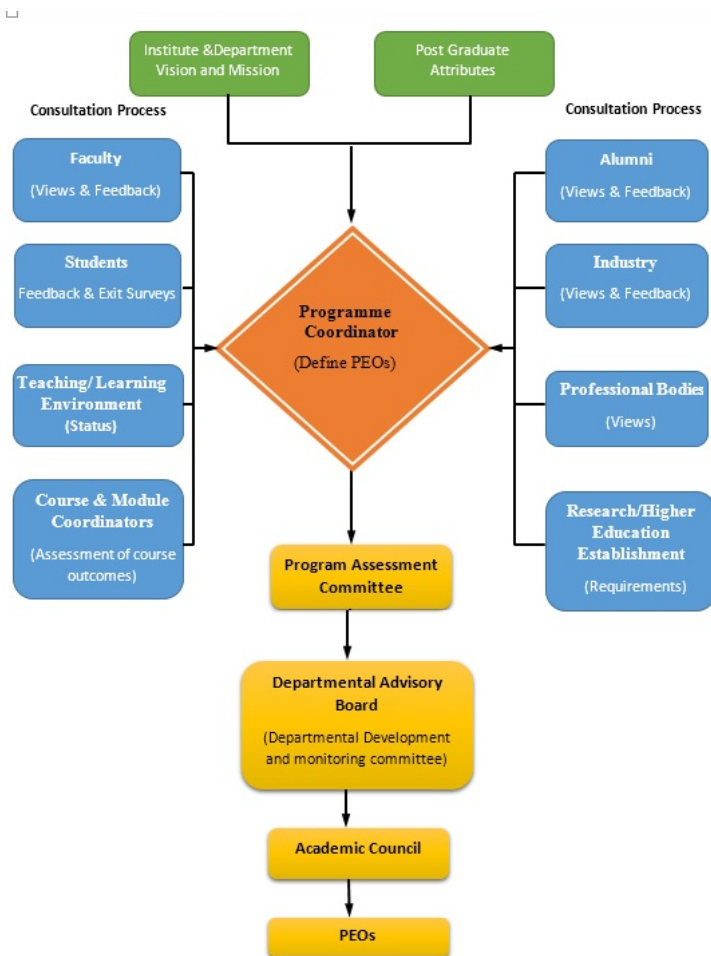 Institute &Department
Vision and Mission
Post Graduate
Attributes
Consultation Process
Consultation Process
Faculty
(Views & Feedback)
Students
Feedback & Exit Surveys
Teaching/ Learning
Environment
(Status)
Course & Module
Coordinators
(Assessment of course
outcomes)
Programme
Coordinator
(Define PEOs)
Alumni
(Views & Feedback)
Industry
(Views & Feedback)
Professional Bodies
(Views)
Research/Higher
Education
Establishment
(Requirements)
Program Assessment
Committee
Departmental Advisory
Board
(Departmental Development
and monitoring committee)
Academic Council
PEOs